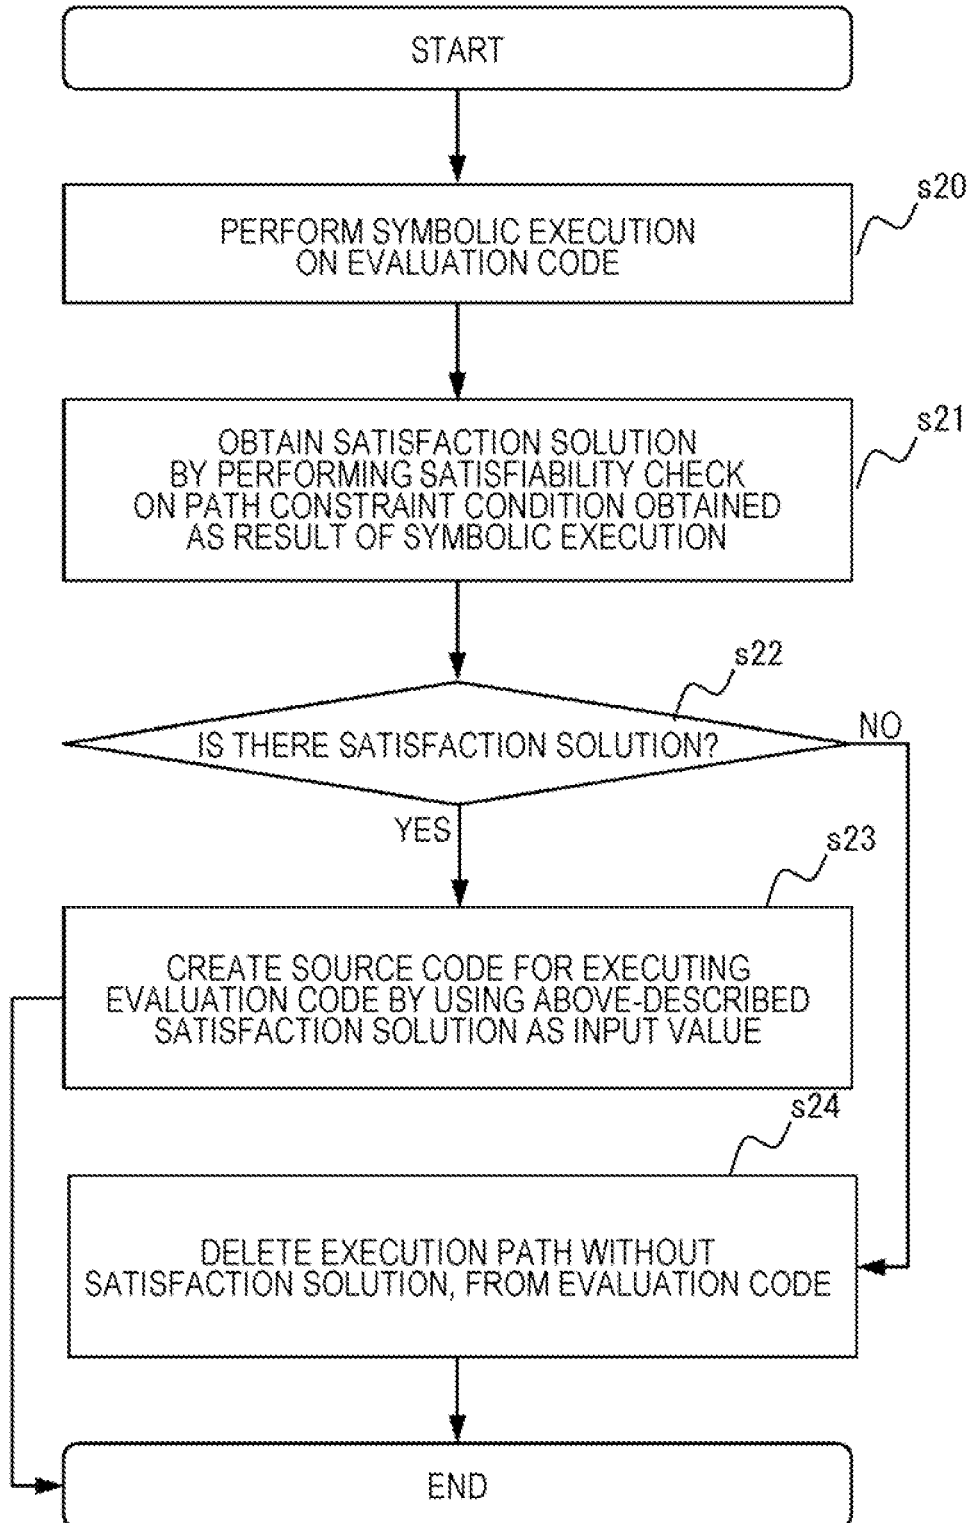 START
s20
PERFORM SYMBOLIC EXECUTION
ON EVALUATION CODE
s21
OBTAIN SATISFACTION SOLUTION
BY PERFORMING SATISFIABILITY CHECK
ON PATH CONSTRAINT CONDITION OBTAINED
AS RESULT OF SYMBOLIC EXECUTION
s22
IS THERE SATISFACTION SOLUTION?
NO
YES
s23
CREATE SOURCE CODE FOR EXECUTING
EVALUATION CODE BY USING ABOVE-DESCRIBED
SATISFACTION SOLUTION AS INPUT VALUE
s24
DELETE EXECUTION PATH WITHOUT
SATISFACTION SOLUTION, FROM EVALUATION CODE
END